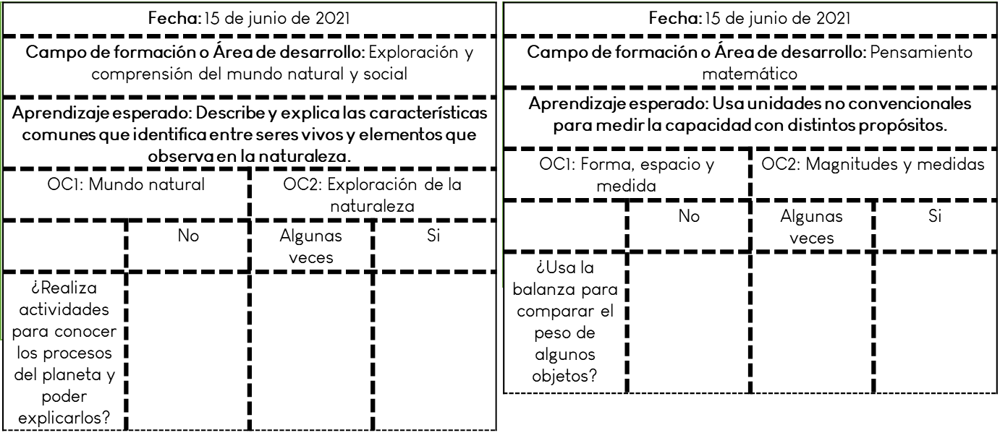 Fecha: 15 de junio de 2021
Campo de formación o Área de desarrollo: Exploración y
comprensión del mundo natural y social
Aprendizaje esperado: Describe y explica las características
comunes que identifica entre seres vivos y elementos que
observa en la naturaleza.
OC1: Mundo natural
OC2: Exploración de la
naturaleza
No
Algunas
veces
Si
¿Realiza
actividades
para conocer
los procesos
del planeta y
poder
explicarlos?
Fecha: 15 de junio de 2021
Campo de formación o Área de desarrollo: Pensamiento
matemático
Aprendizaje esperado: Usa unidades no convencionales
para medir la capacidad con distintos propósitos.
OC1: Forma, espacio y
medida
OC2: Magnitudes y medidas
No
Algunas
veces
Si
¿Usa la
balanza para
comparar el
peso de
algunos
objetos?